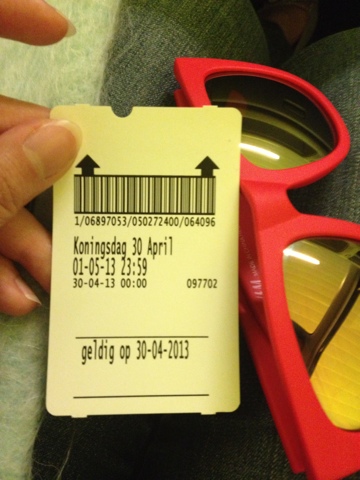 1/06897053/050272400/064096
Koningsdag 30 April
01-05-13 23:59
30-04-13 00:00 097702
geldig op 30-04-2013